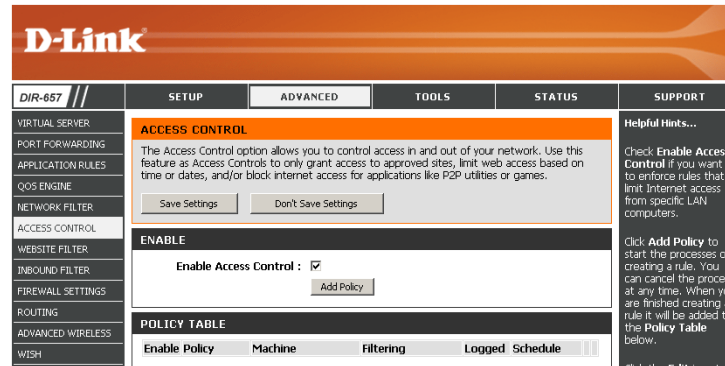 D-Link
DIR-657
SETUP
ADVANCED
TOOLS
STATUS
SUPPORT
VIRTUAL SERVER
PORT FORWARDING
APPLICATION RULES
QOS ENGINE
NETWORK FILTER
ACCESS CONTROL
WEBSITE FILTER
INBOUND FILTER
FIREWALL SETTINGS
ROUTING
ADVANCED WIRELESS
WISH
ACCESS CONTROL
The Access Control option allows you to control access in and out of your network. Use this
feature as Access Controls to only grant access to approved sites, limit web access based on
time or dates, and/or block internet access for applications like P2P utilities or games.
Save Settings
Don't Save Settings
ENABLE
Enable Access Control :
Add Policy
POLICY TABLE
Enable Policy Machine Filtering Logged Schedule
Helpful Hints...
Check Enable Acces
Control if you want
to enforce rules that
limit Internet access
from specific LAN
computers.
Click Add Policy to
start the processes o
creating a rule. You
can cancel the proce
at any time. When y
are finished creating
rule it will be added t
the Policy Table
below.